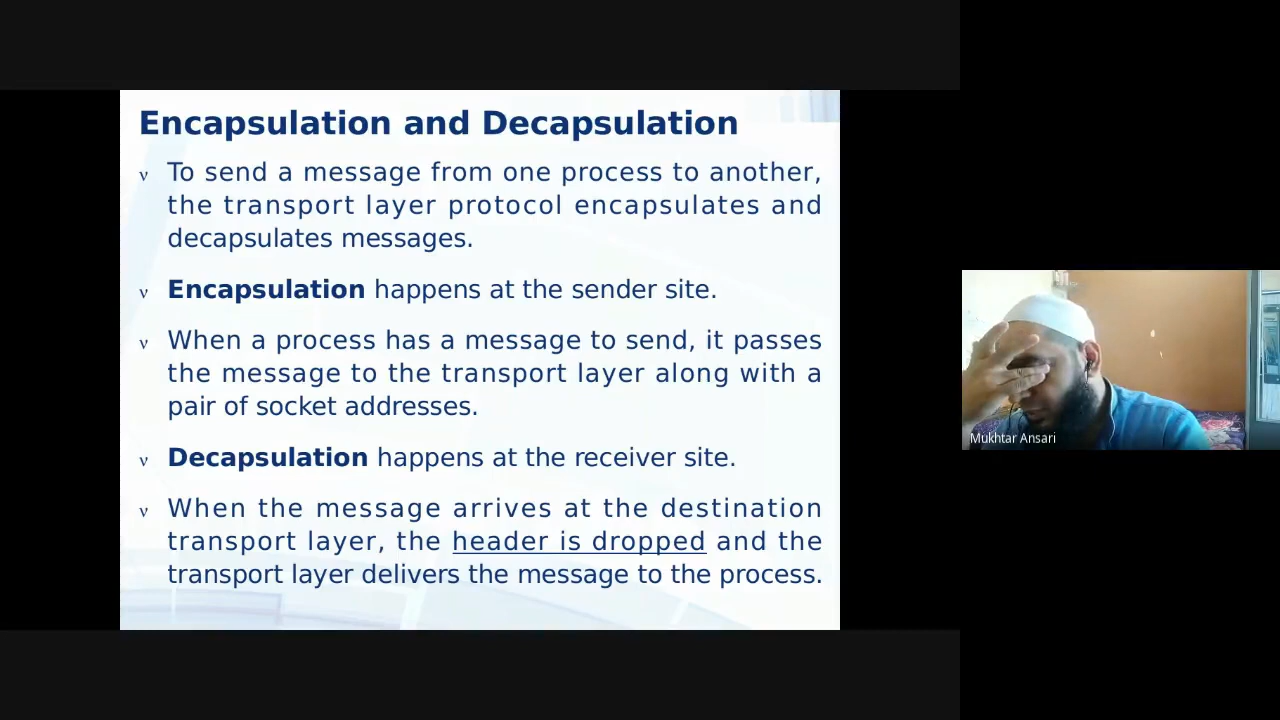 Encapsulation and Decapsulation
ν To send a message from one process to another,
the transport layer protocol encapsulates and
decapsulates messages.
ν Encapsulation happens at the sender site.
ν When a process has a message to send, it passes
the message to the transport layer along with a
pair of socket addresses.
ν Decapsulation happens at the receiver site.
ν When the message arrives at the destination
transport layer, the header is dropped and the
transport layer delivers the message to the process.
Mukhtar Ansari